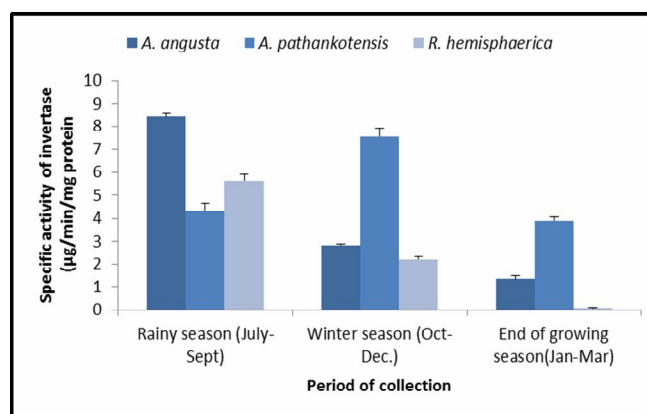 A. angusta A. pathankotensis R. hemisphaerica
Specific activity of invertase
(µg/min/mg protein)
10
9
8
7
6
5
4
3
2
1
0
Rainy season (July-
Sept)
Winter season (Oct-
Dec.)
End of growing
season(Jan-Mar)
Period of collection